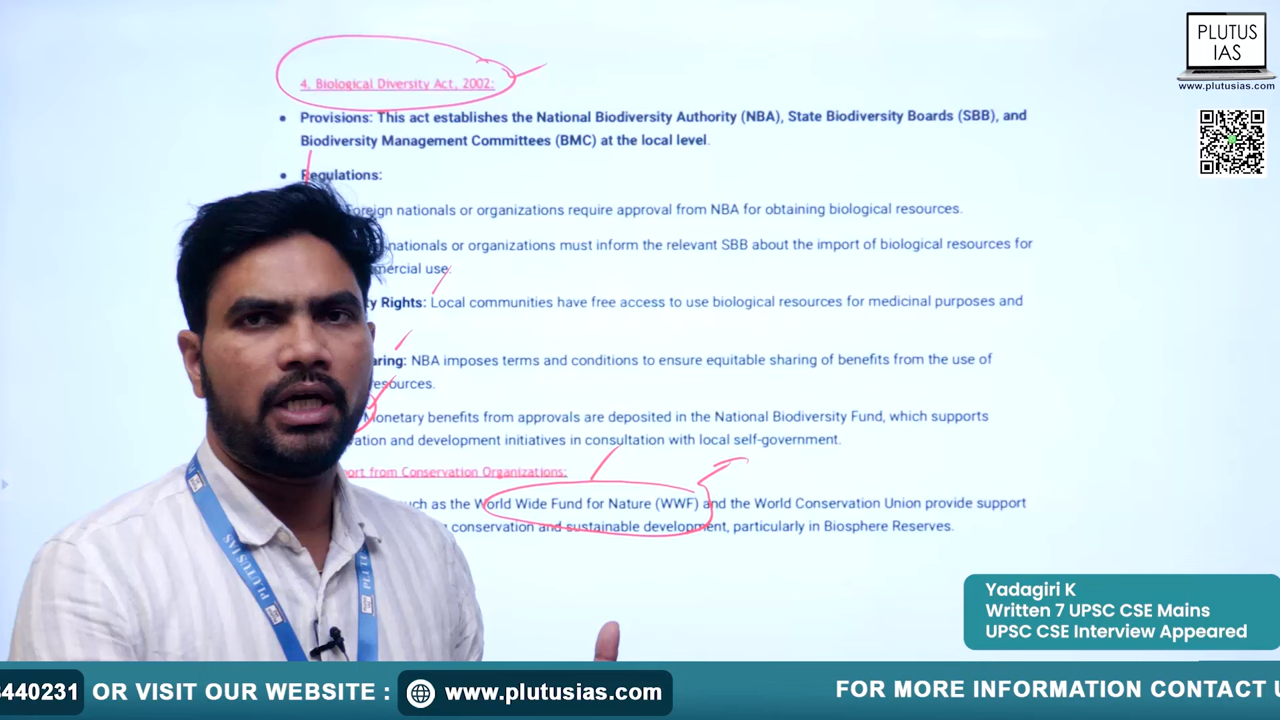 PLUTUS
IAS
www.plutusias.com
4. Biological Diversity Act, 2002:
• Provisions: This act establishes the National Biodiversity Authority (NBA), State Biodiversity Boards (SBB), and
Biodiversity Management Committees (BMC) at the local level.
• Regulations:
Foreign nationals or organizations require approval from NBA for obtaining biological resources.
nationals or organizations must inform the relevant SBB about the import of biological resources for
use.
Rights: Local communities have free access to use biological resources for medicinal purposes and
NBA imposes terms and conditions to ensure equitable sharing of benefits from the use of
resources.
Monetary benefits from approvals are deposited in the National Biodiversity Fund, which supports
and development initiatives in consultation with local self-government.
from Conservation Organizations:
such as the World Wide Fund for Nature (WWF) and the World Conservation Union provide support
conservation and sustainable development, particularly in Biosphere Reserves.
PLUTUSIAS
Yadagiri K
Written 7 UPSC CSE Mains
UPSC CSE Interview Appeared
440231 OR VISIT OUR WEBSITE : www.plutusias.com FOR MORE INFORMATION CONTACT